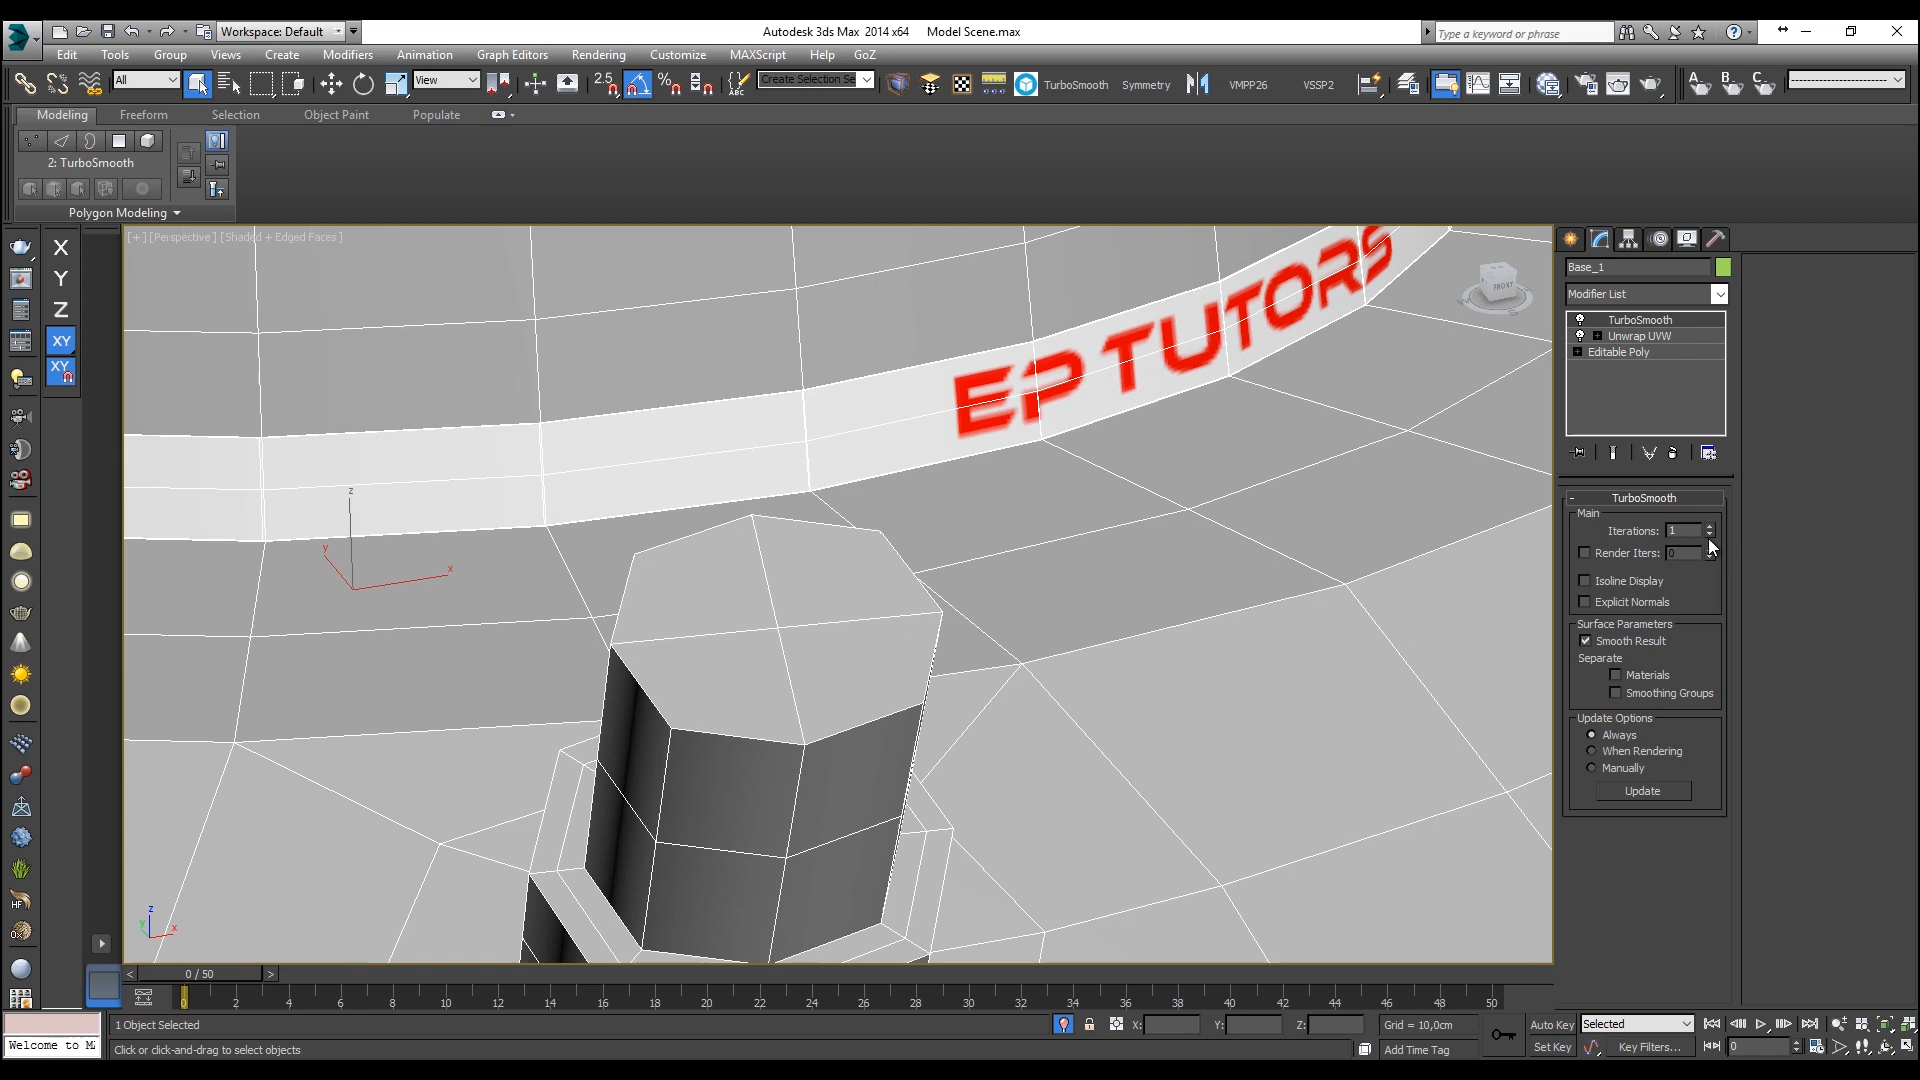 Workspace: Default
Autodesk 3ds Max 2014 x64 Model Scene.max
Type a keyword or phrase
Edit Tools Group Views Create Modifiers Animation Graph Editors Rendering Customize MAXScript Help GoZ
All
View
2.5
Create Selection Se
TurboSmooth Symmetry VMPP26 VSSP2
A B C
Modeling Freeform Selection Object Paint Populate
2: TurboSmooth
Polygon Modeling
X
Y
Z
XY
XY
[+] [Perspective] [Shaded + Edged Faces]
EP TUTORS
FRONT
z
y
x
z
y
x
Base_1
Modifier List
TurboSmooth
Unwrap UVW
Editable Poly
- TurboSmooth
Main
Iterations: 1
Render Iters: 0
Isoline Display
Explicit Normals
Surface Parameters
Smooth Result
Separate
Materials
Smoothing Groups
Update Options
Always
When Rendering
Manually
Update
HF
< 0 / 50 >
0 2 4 6 8 10 12 14 16 18 20 22 24 26 28 30 32 34 36 38 40 42 44 46 48 50
1 Object Selected
X: Y: Z: Grid = 10,0cm
Auto Key Selected
Welcome to M
Click or click-and-drag to select objects
Add Time Tag
Set Key Key Filters... 0